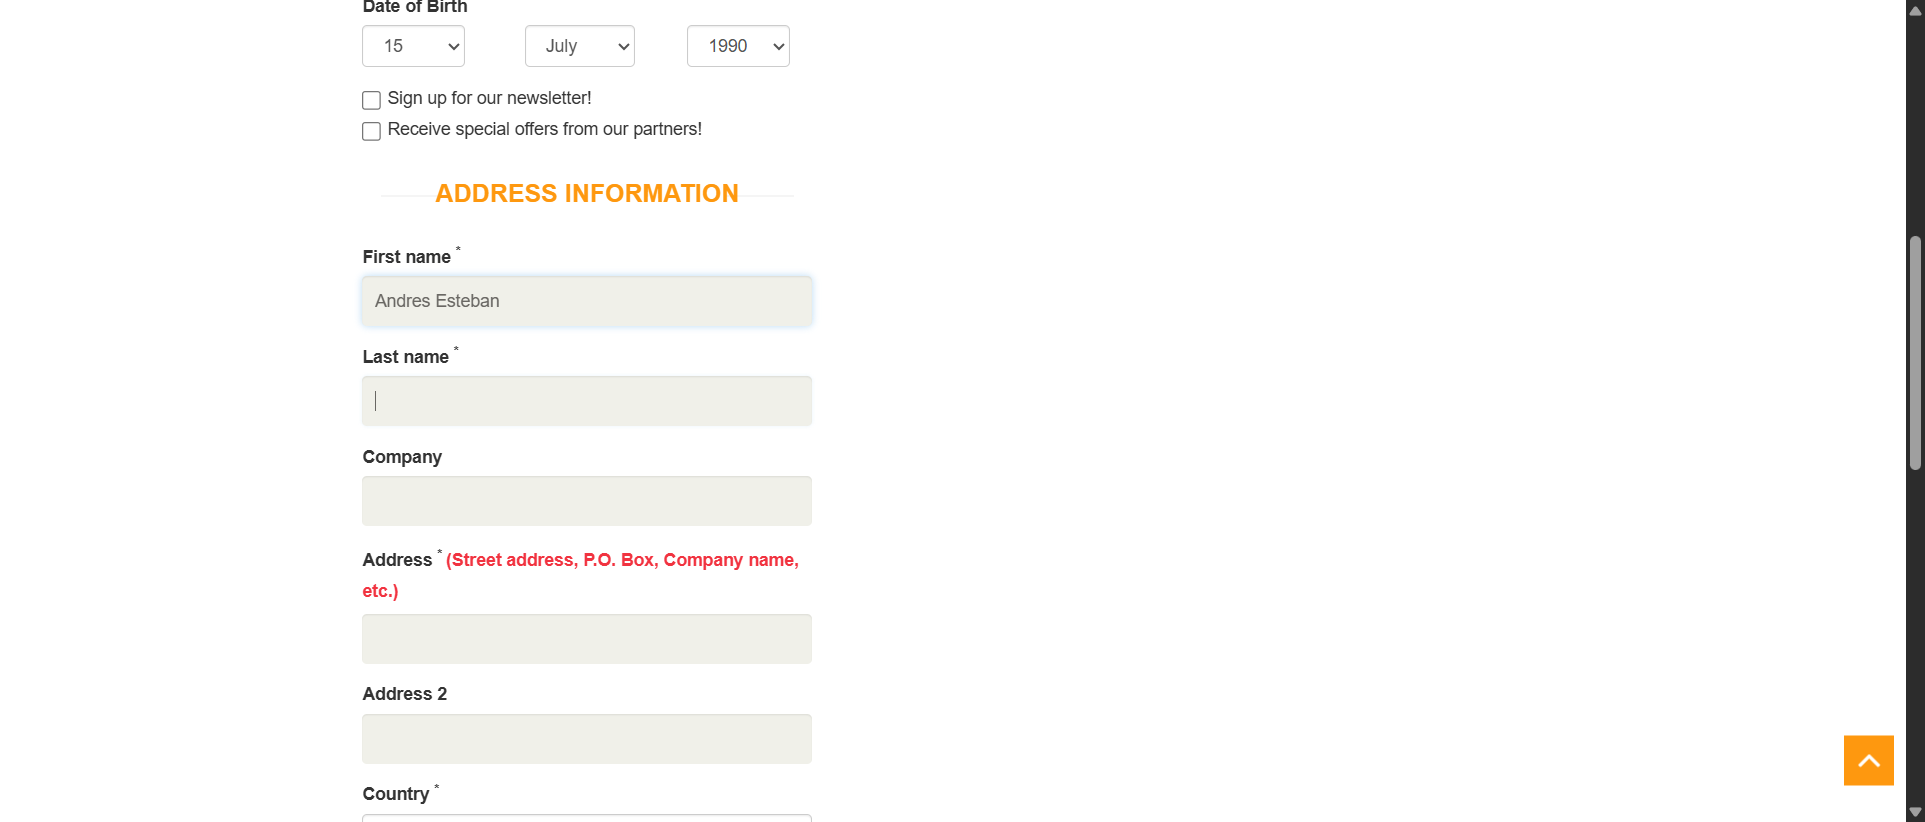 Date of Birth
15 July 1990
Sign up for our newsletter!
Receive special offers from our partners!
ADDRESS INFORMATION
First name *
Andres Esteban
Last name *
Company
Address * (Street address, P.O. Box, Company name,
etc.)
Address 2
Country *